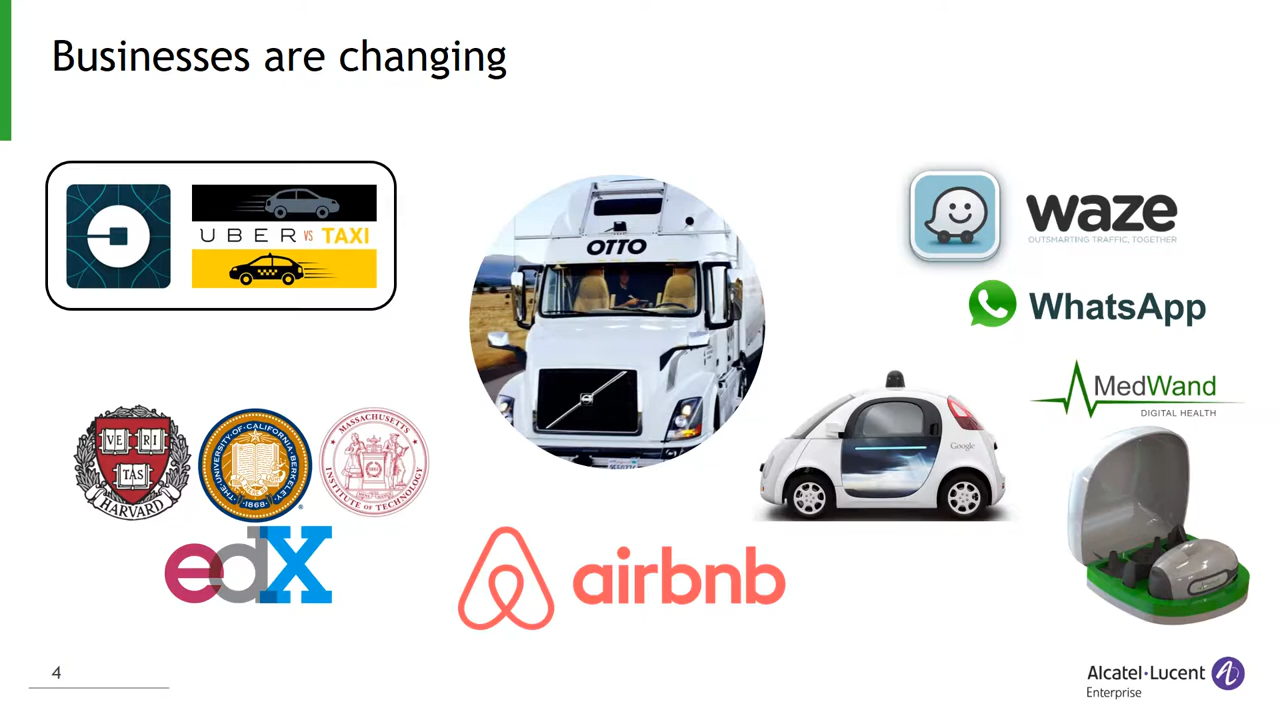 Businesses are changing
UBER VS TAXI
OTTO
waze
OUTSMARTING TRAFFIC, TOGETHER
WhatsApp
MedWand
DIGITAL HEALTH
Google
VE RI
TAS
HARVARD
THE UNIVERSITY OF CALIFORNIA BERKELEY
1868
MASSACHUSETTS
INSTITUTE OF TECHNOLOGY
edX
airbnb
4
Alcatel·Lucent
Enterprise